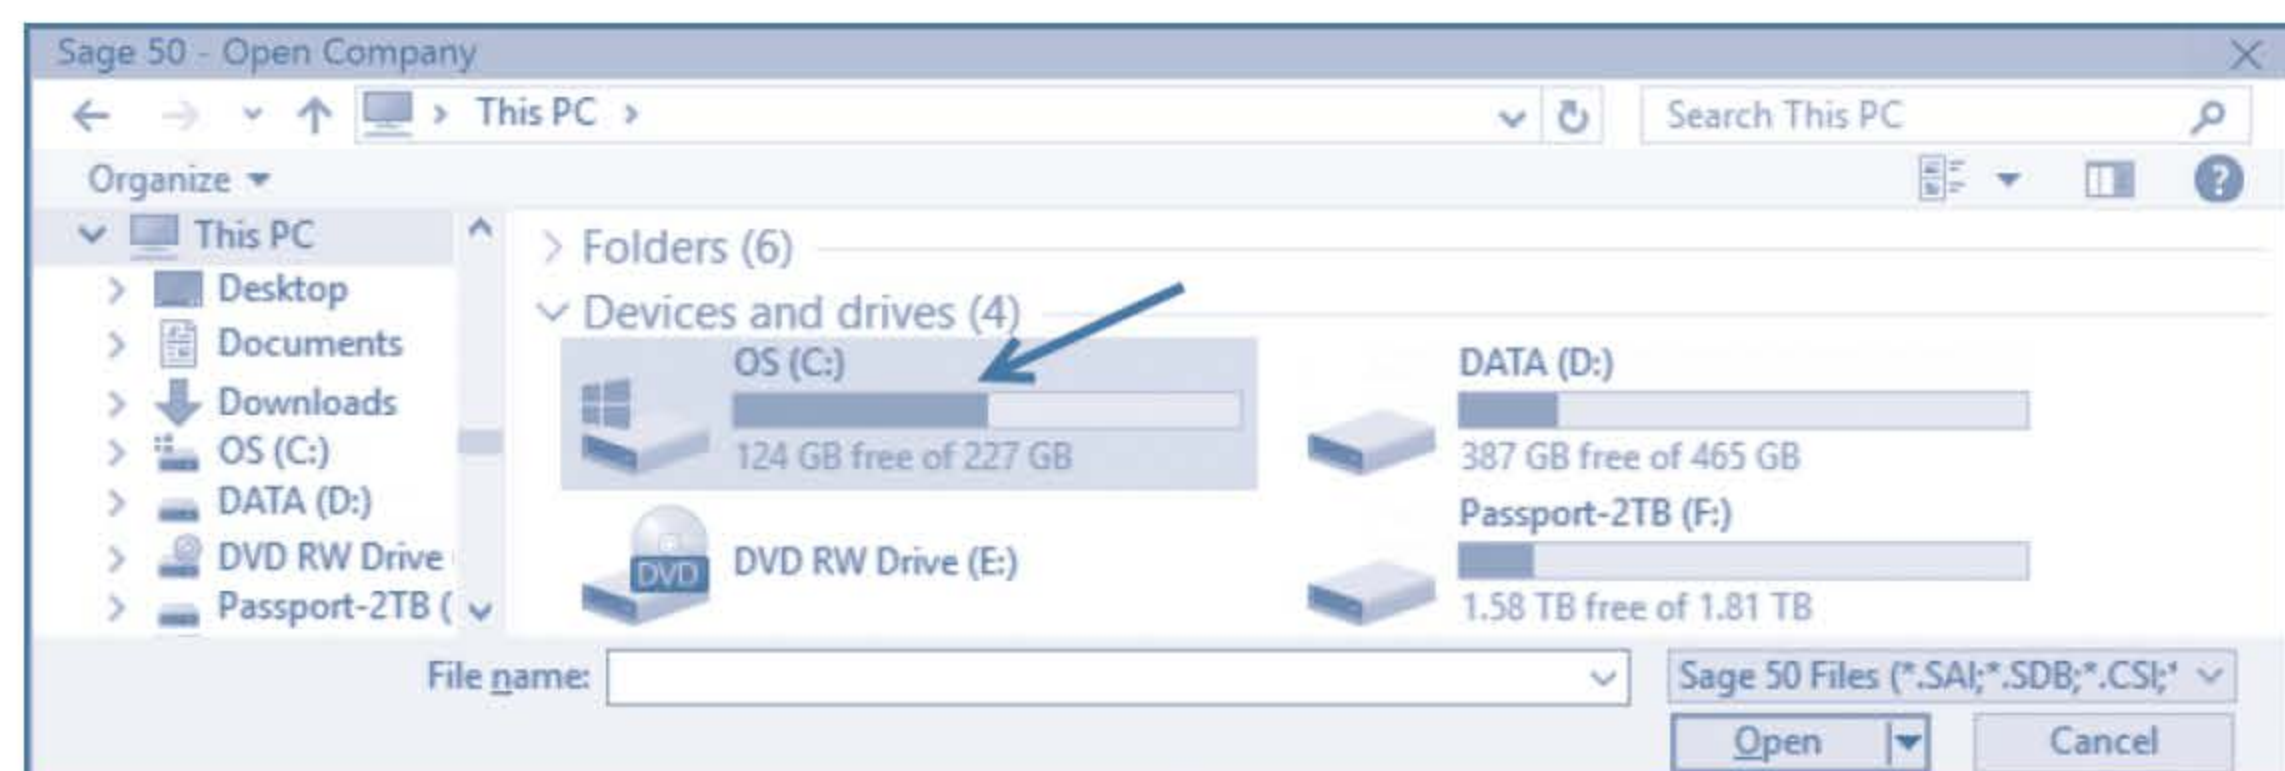 Sage 50 - Open Company
This PC
Search This PC
Organize
This PC
Desktop
Documents
Downloads
OS (C:)
DATA (D:)
DVD RW Drive
Passport-2TB (
Folders (6)
Devices and drives (4)
OS (C:)
124 GB free of 227 GB
DATA (D:)
387 GB free of 465 GB
DVD RW Drive (E:)
DVD
Passport-2TB (F:)
1.58 TB free of 1.81 TB
File name:
Sage 50 Files (*.SAI;*.SDB;*.CSI;*
Open
Cancel